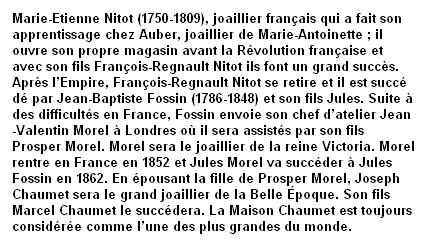 Marie-Etienne Nitot (1750-1809), joaillier français qui a fait son
apprentissage chez Auber, joaillier de Marie-Antoinette ; il
ouvre son propre magasin avant la Révolution française et
avec son fils François-Regnault Nitot ils font un grand succès.
Après l'Empire, François-Regnault Nitot se retire et il est succé
dé par Jean-Baptiste Fossin (1786-1848) et son fils Jules. Suite à
des difficultés en France, Fossin envoie son chef d'atelier Jean
-Valentin Morel à Londres où il sera assistés par son fils
Prosper Morel. Morel sera le joaillier de la reine Victoria. Morel
rentre en France en 1852 et Jules Morel va succéder à Jules
Fossin en 1862. En épousant la fille de Prosper Morel, Joseph
Chaumet sera le grand joaillier de la Belle Époque. Son fils
Marcel Chaumet le succédera. La Maison Chaumet est toujours
considérée comme l'une des plus grandes du monde.